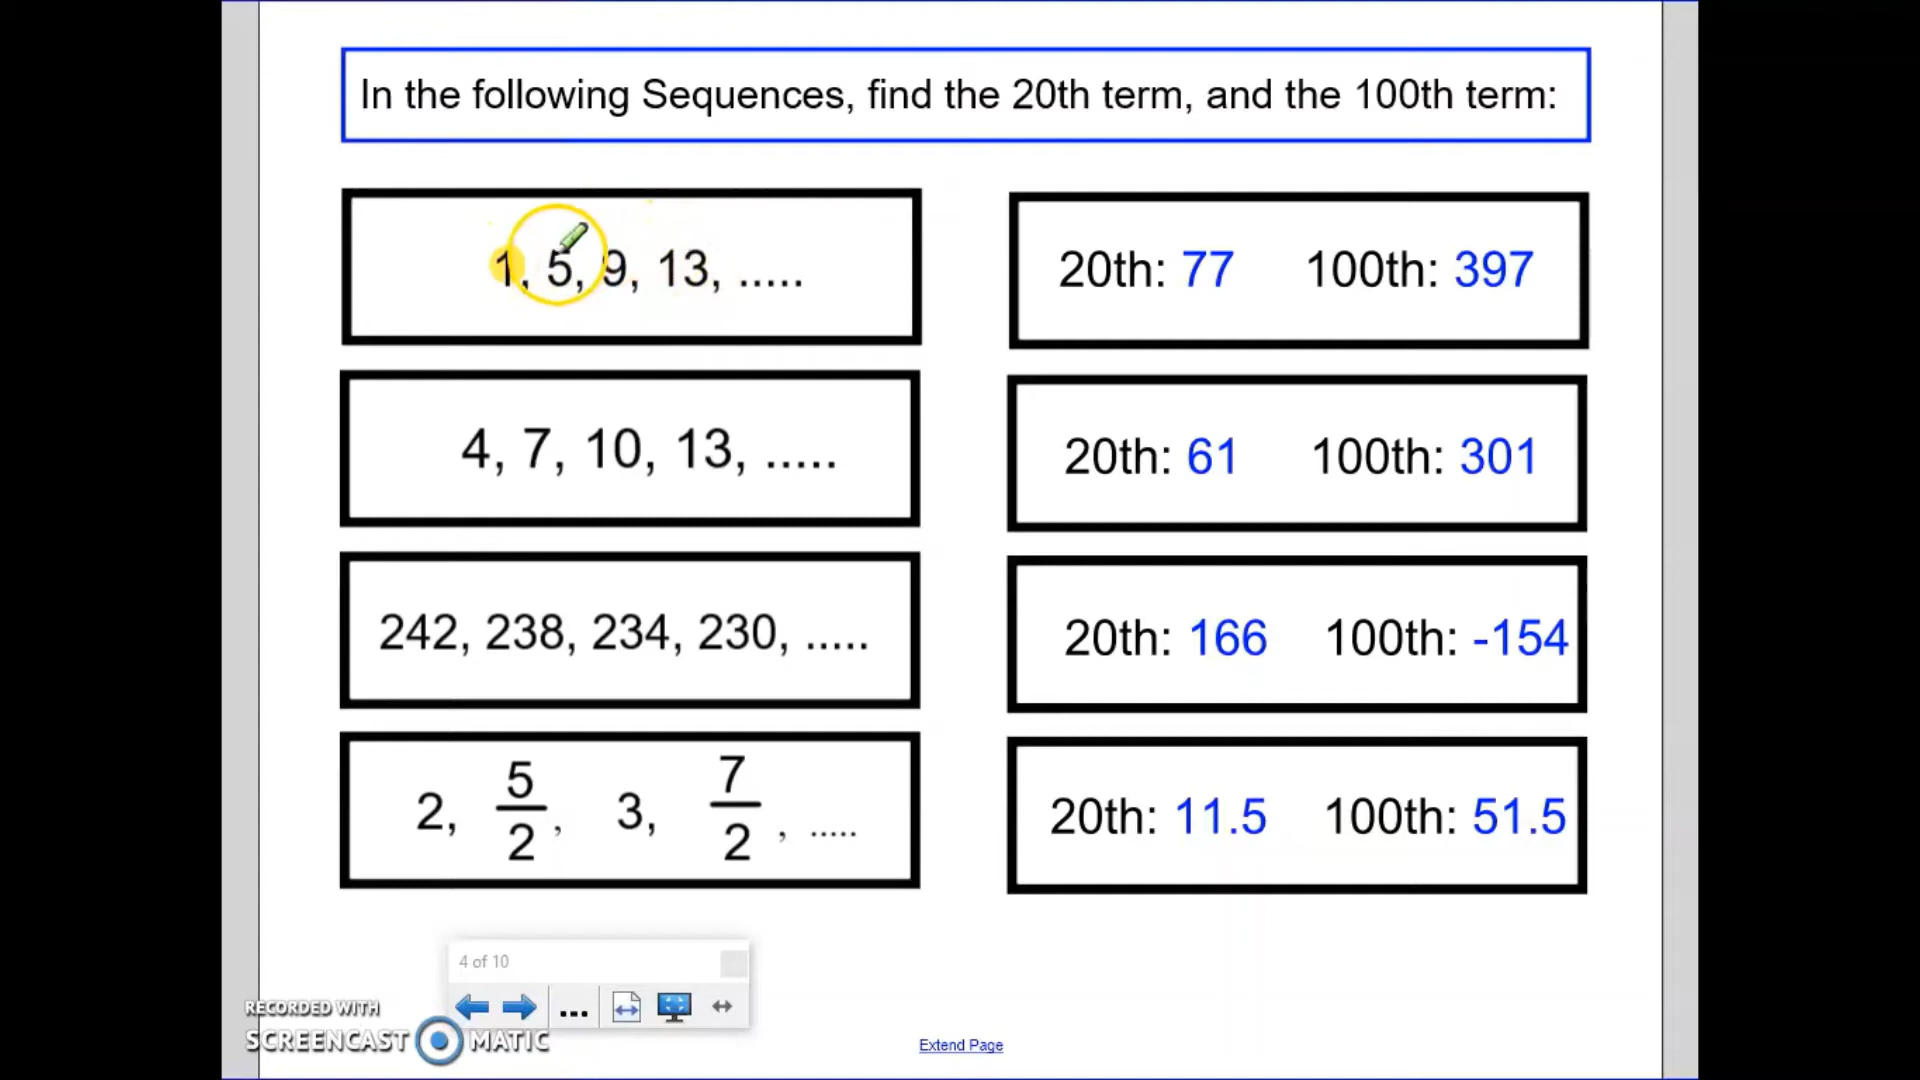 In the following Sequences, find the 20th term, and the 100th term:
1, 5, 9, 13, .....
20th: 77 100th: 397
4, 7, 10, 13, .....
20th: 61 100th: 301
242, 238, 234, 230, .....
20th: 166 100th: -154
2, 5/2, 3, 7/2, .....
20th: 11.5 100th: 51.5
4 of 10
...
RECORDED WITH
SCREENCAST MATIC
Extend Page